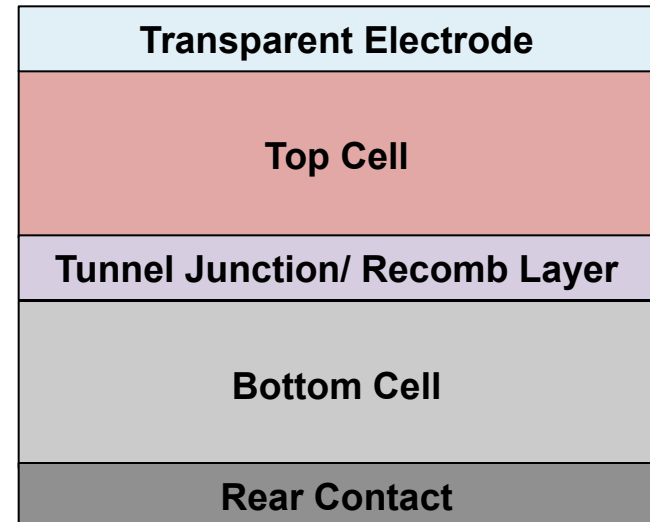 Transparent Electrode
Top Cell
Tunnel Junction/ Recomb Layer
Bottom Cell
Rear Contact